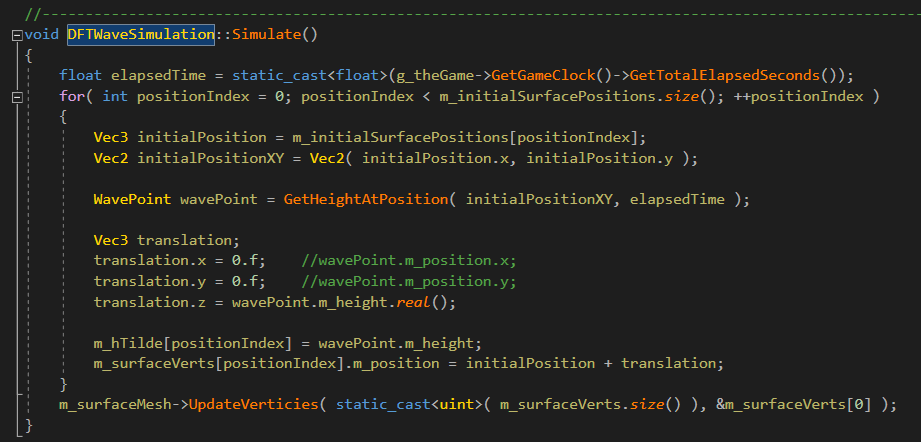 //----------------------------------------------------------------------------------------------------------
void DFTWaveSimulation::Simulate()
{
    float elapsedTime = static_cast<float>(g_theGame->GetGameClock()->GetTotalElapsedSeconds());
    for( int positionIndex = 0; positionIndex < m_initialSurfacePositions.size(); ++positionIndex )
    {
        Vec3 initialPosition = m_initialSurfacePositions[positionIndex];
        Vec2 initialPositionXY = Vec2( initialPosition.x, initialPosition.y );

        WavePoint wavePoint = GetHeightAtPosition( initialPositionXY, elapsedTime );

        Vec3 translation;
        translation.x = 0.f;    //wavePoint.m_position.x;
        translation.y = 0.f;    //wavePoint.m_position.y;
        translation.z = wavePoint.m_height.real();

        m_hTilde[positionIndex] = wavePoint.m_height;
        m_surfaceVerts[positionIndex].m_position = initialPosition + translation;
    }
    m_surfaceMesh->UpdateVerticies( static_cast<uint>( m_surfaceVerts.size() ), &m_surfaceVerts[0] );
}